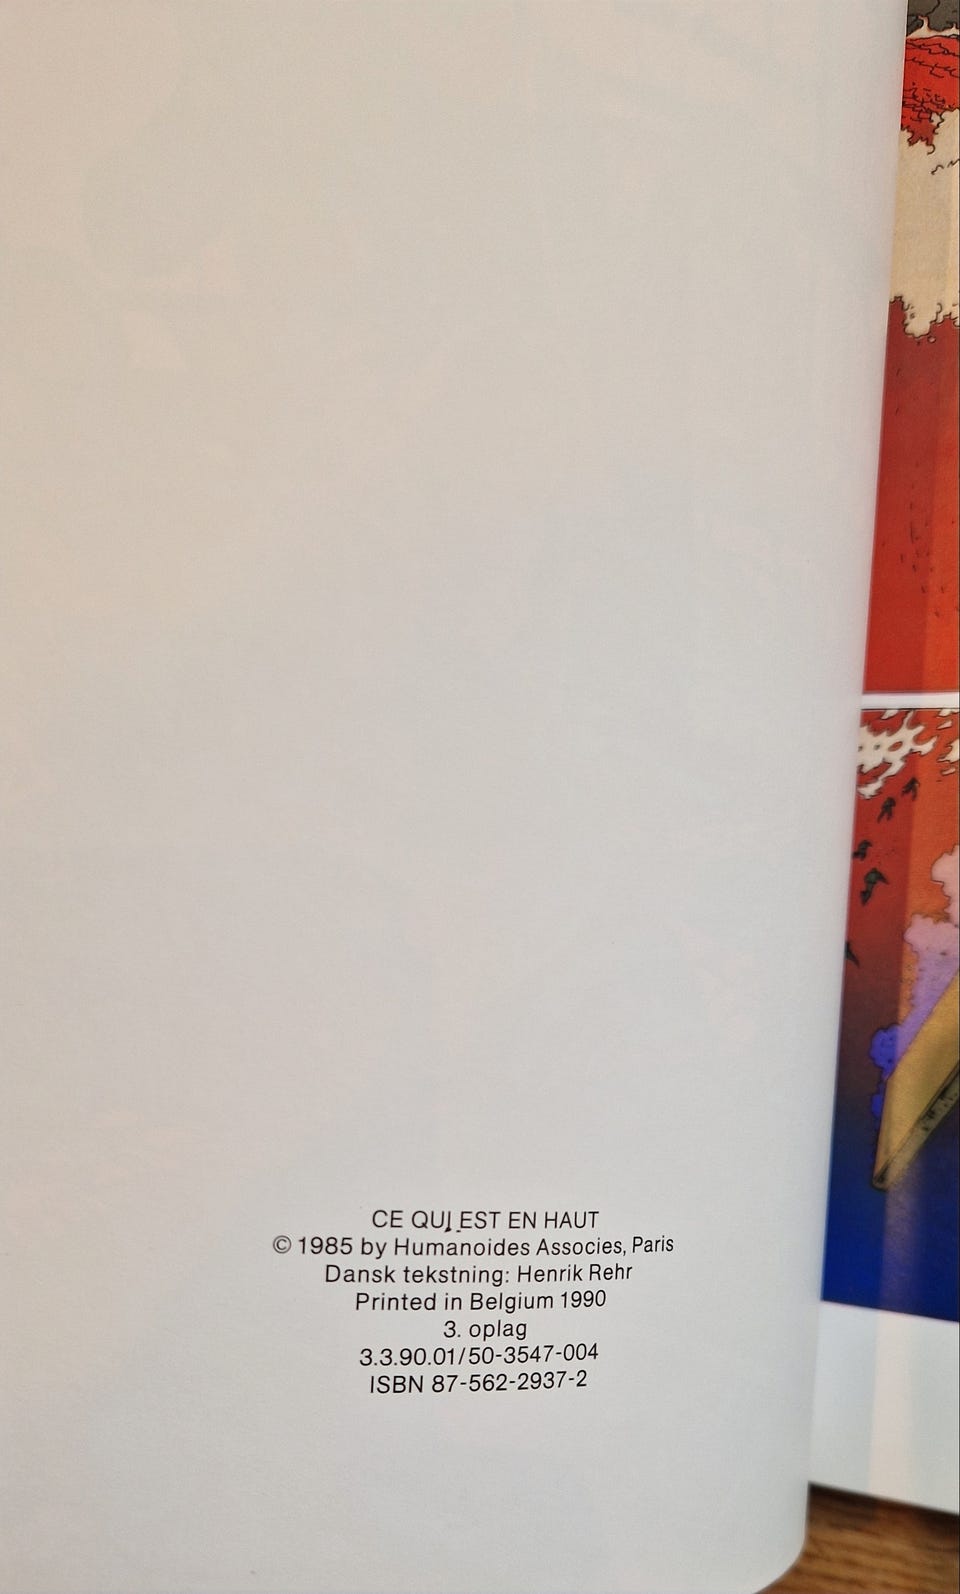 CE QUI EST EN HAUT
© 1985 by Humanoides Associes, Paris
Dansk tekstning: Henrik Rehr
Printed in Belgium 1990
3. oplag
3.3.90.01/50-3547-004
ISBN 87-562-2937-2